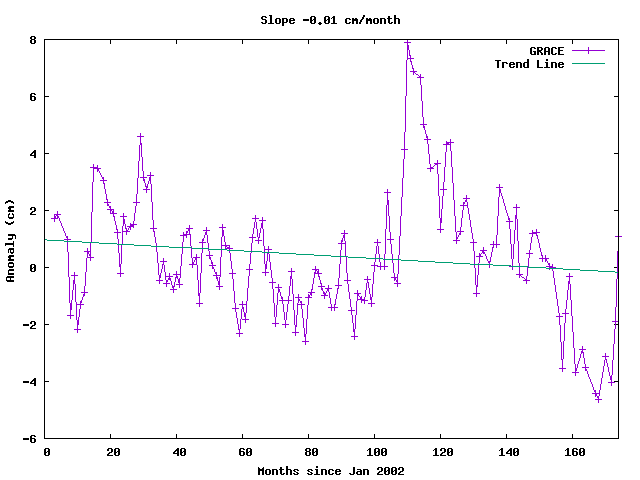 Slope -0.01 cm/month
GRACE
Trend Line
8
6
4
2
0
-2
-4
-6
Anomaly (cm)
0 20 40 60 80 100 120 140 160
Months since Jan 2002